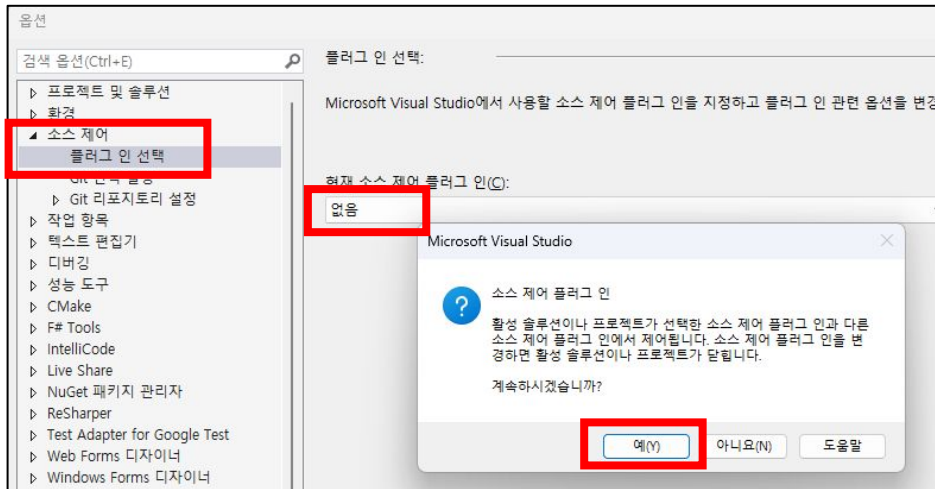 옵션
검색 옵션(Ctrl+E)
프로젝트 및 솔루션
환경
소스 제어
플러그 인 선택
Git 리포지토리 설정
작업 항목
텍스트 편집기
디버깅
성능 도구
CMake
F# Tools
IntelliCode
Live Share
NuGet 패키지 관리자
ReSharper
Test Adapter for Google Test
Web Forms 디자이너
Windows Forms 디자이너
플러그 인 선택:
Microsoft Visual Studio에서 사용할 소스 제어 플러그 인을 지정하고 플러그 인 관련 옵션을 변경
현재 소스 제어 플러그 인(C):
없음
Microsoft Visual Studio
소스 제어 플러그 인
활성 솔루션이나 프로젝트가 선택한 소스 제어 플러그 인과 다른
소스 제어 플러그 인에서 제어됩니다. 소스 제어 플러그 인을 변
경하면 활성 솔루션이나 프로젝트가 닫힙니다.
계속하시겠습니까?
예(Y)
아니요(N)
도움말